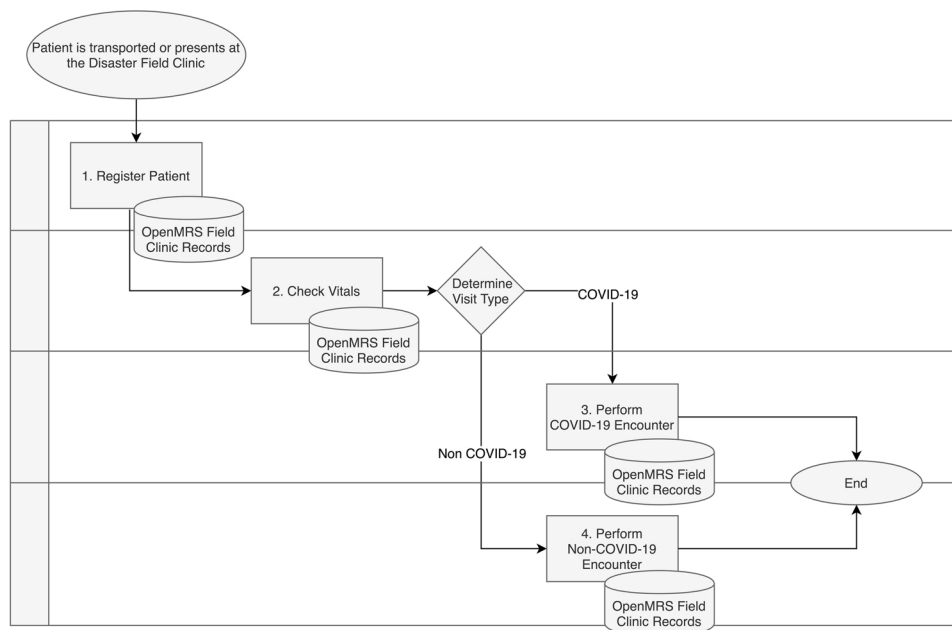 Patient is transported or presents at
the Disaster Field Clinic
1. Register Patient
OpenMRS Field
Clinic Records
2. Check Vitals
OpenMRS Field
Clinic Records
Determine
Visit Type
COVID-19
Non COVID-19
3. Perform
COVID-19 Encounter
OpenMRS Field
Clinic Records
End
4. Perform
Non-COVID-19
Encounter
OpenMRS Field
Clinic Records